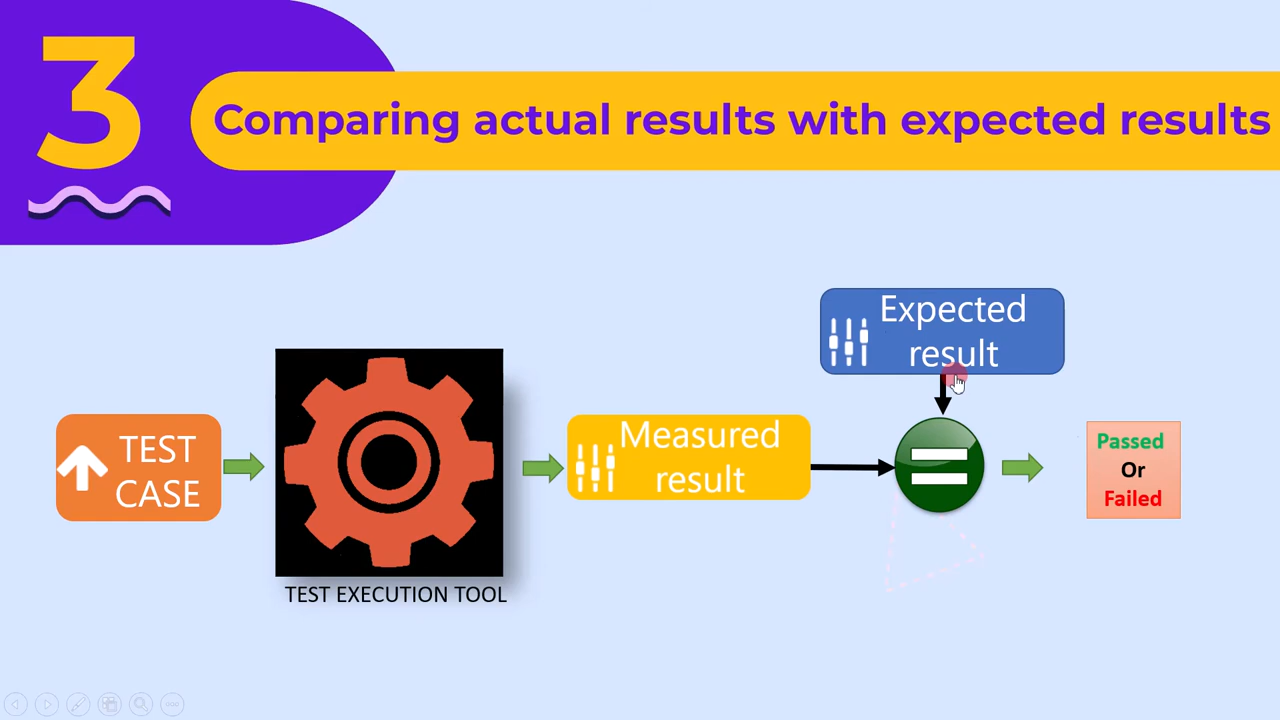 3
Comparing actual results with expected results
Expected
result
TEST
CASE
Measured
result
Passed
Or
Failed
TEST EXECUTION TOOL